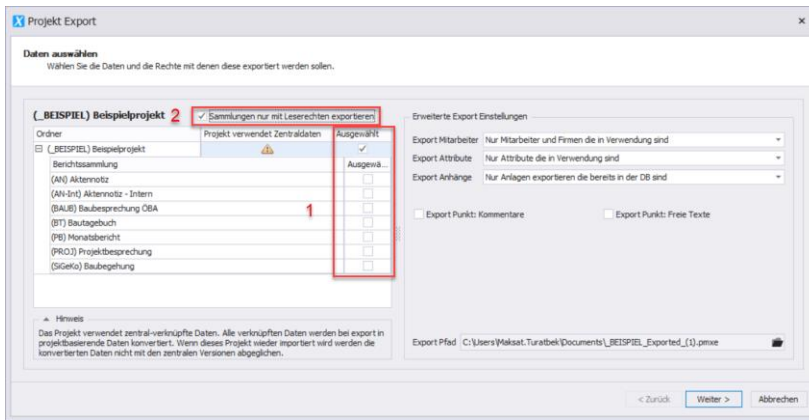 Projekt Export
Daten auswählen
Wählen Sie die Daten und die Rechte mit denen diese exportiert werden sollen.
(_BEISPIEL) Beispielprojekt 2 Sammlungen nur mit Leserechten exportieren
Ordner Projekt verwendet Zentraldaten Ausgewählt
(_BEISPIEL) Beispielprojekt
Berichtssammlung Ausgewä...
(AN) Aktennotiz
(AN-Int) Aktennotiz - Intern
(BAUB) Baubesprechung ÖBA
(BT) Bautagebuch
(PB) Monatsbericht
(PROJ) Projektbesprechung
(SiGeKo) Baubegehung
1
Hinweis
Das Projekt verwendet zentral-verknüpfte Daten. Alle verknüpften Daten werden bei export in
projektbasierende Daten konvertiert. Wenn dieses Projekt wieder importiert wird werden die
konvertierten Daten nicht mit den zentralen Versionen abgeglichen.
Erweiterte Export Einstellungen
Export Mitarbeiter Nur Mitarbeiter und Firmen die in Verwendung sind
Export Attribute Nur Attribute die in Verwendung sind
Export Anhänge Nur Anlagen exportieren die bereits in der DB sind
Export Punkt: Kommentare Export Punkt: Freie Texte
Export Pfad C:\Users\Maksat.Turatbek\Documents\_BEISPIEL_Exported_(1).pmxe
< Zurück Weiter > Abbrechen